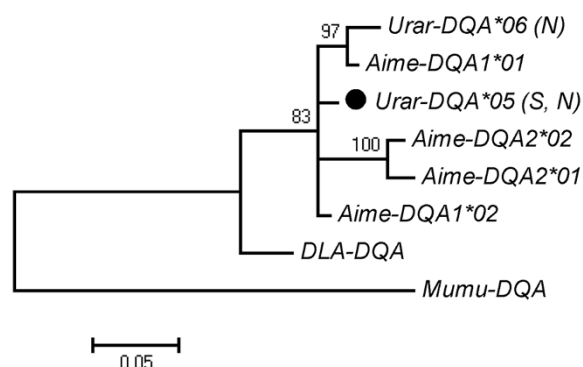 97
Urar-DQA*06 (N)
Aime-DQA1*01
Urar-DQA*05 (S, N)
83
Aime-DQA2*02
100
Aime-DQA2*01
Aime-DQA1*02
DLA-DQA
Mumu-DQA
0.05